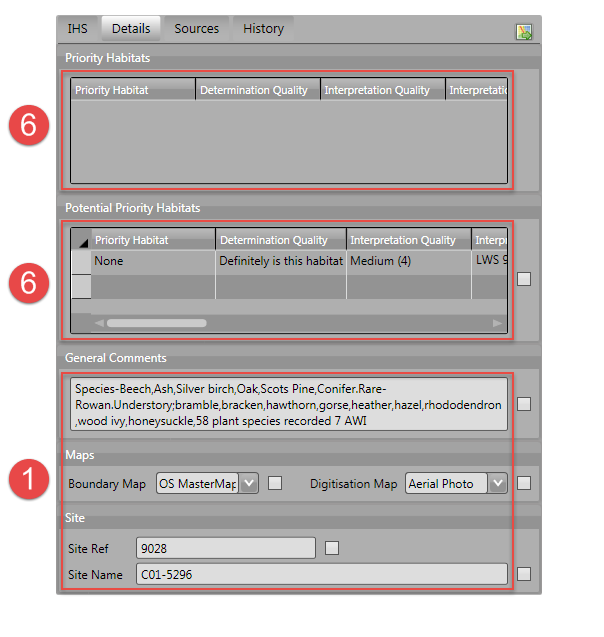 IHS Details Sources History
Priority Habitats
Priority Habitat Determination Quality Interpretation Quality Interpretatic
6
Potential Priority Habitats
Priority Habitat Determination Quality Interpretation Quality Interp
None Definitely is this habitat Medium (4) LWS 9
6
General Comments
Species-Beech,Ash,Silver birch,Oak,Scots Pine,Conifer.Rare-
Rowan.Understory;bramble,bracken,hawthorn,gorse,heather,hazel,rhododendron
,wood ivy,honeysuckle,58 plant species recorded 7 AWI
Maps
1
Boundary Map OS MasterMap Digitisation Map Aerial Photo
Site
Site Ref 9028
Site Name C01-5296